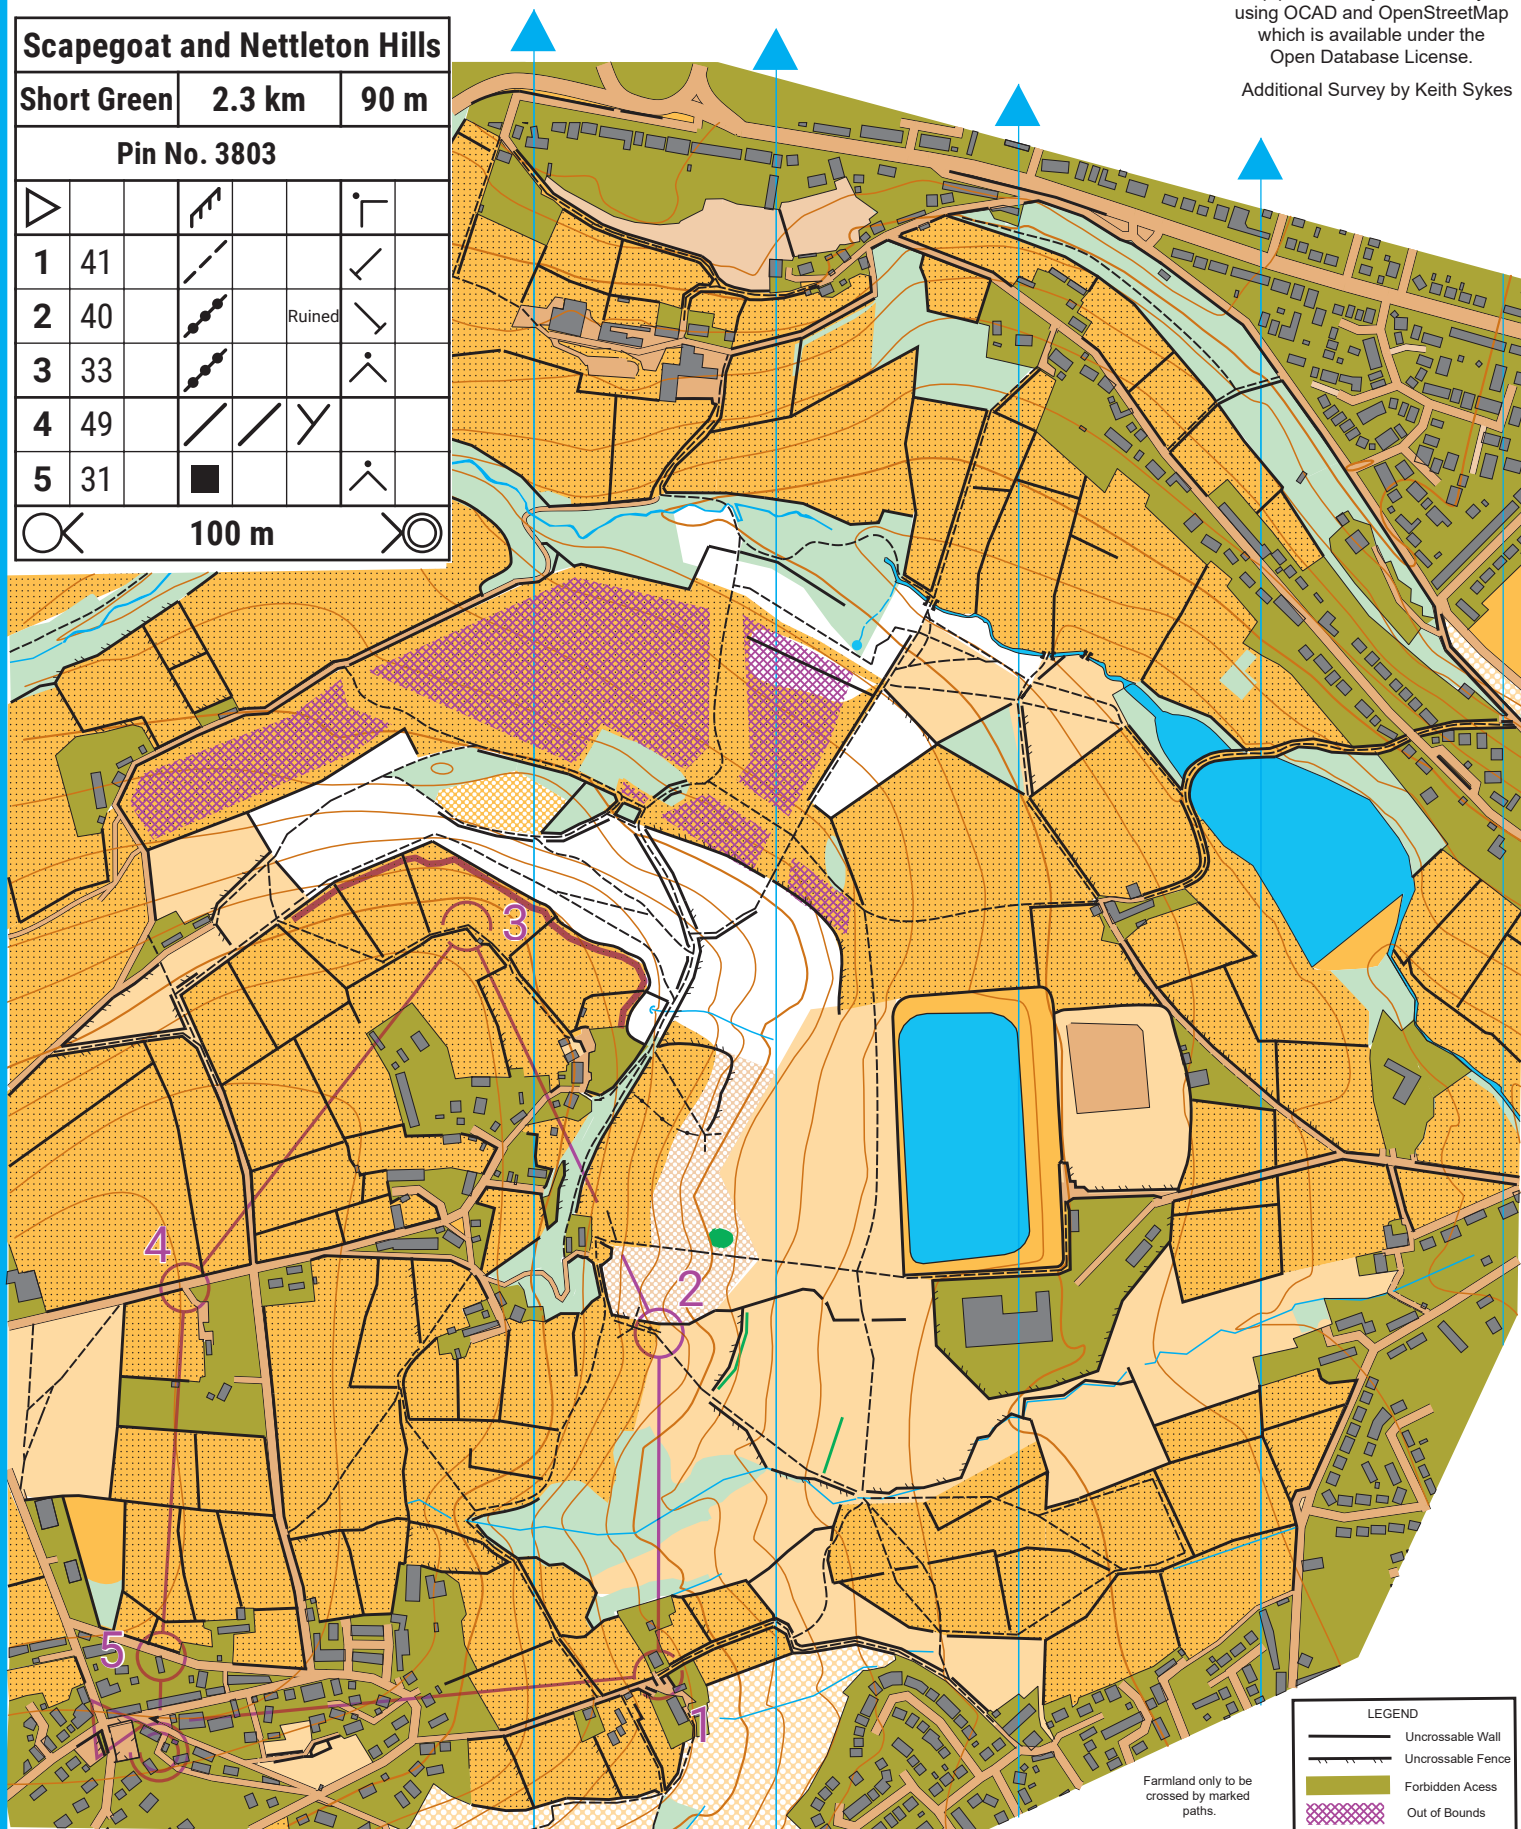 using OCAD and OpenStreetMap
which is available under the
Open Database License.
Additional Survey by Keith Sykes
Scapegoat and Nettleton Hills
Short Green 2.3 km 90 m
Pin No. 3803
1 41
2 40 Ruined
3 33
4 49
5 31
100 m
3
4
2
5
1
LEGEND
Uncrossable Wall
Uncrossable Fence
Forbidden Acess
Out of Bounds
Farmland only to be
crossed by marked
paths.